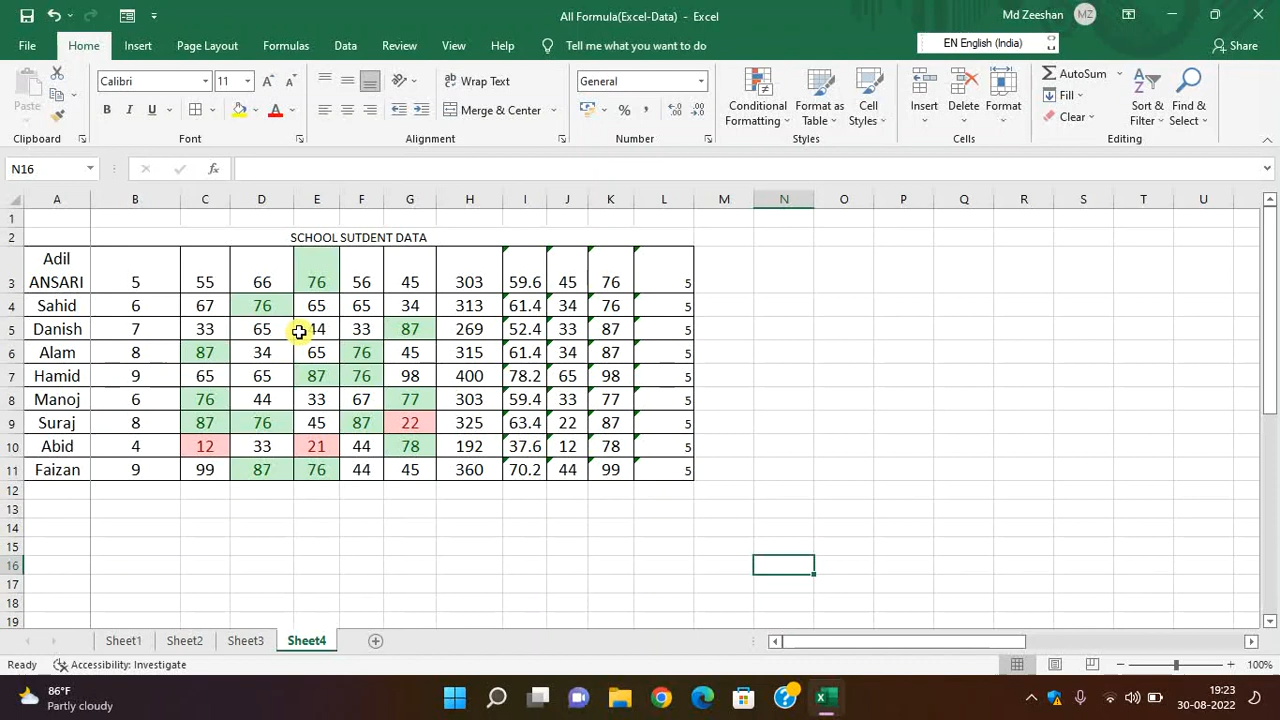 All Formula(Excel-Data) - Excel
Md Zeeshan MZ
File Home Insert Page Layout Formulas Data Review View Help Tell me what you want to do
EN English (India)
Share
Paste
Clipboard
Calibri 11
B I U
Font
Wrap Text
Merge & Center
Alignment
General
Number
Conditional Formatting
Format as Table
Cell Styles
Styles
Insert Delete Format
Cells
AutoSum
Fill
Clear
Sort & Filter
Find & Select
Editing
N16 fx
A B C D E F G H I J K L M N O P Q R S T U
1
2 SCHOOL SUTDENT DATA
3 Adil ANSARI 5 55 66 76 56 45 303 59.6 45 76 5
4 Sahid 6 67 76 65 65 34 313 61.4 34 76 5
5 Danish 7 33 65 44 33 87 269 52.4 33 87 5
6 Alam 8 87 34 65 76 45 315 61.4 34 87 5
7 Hamid 9 65 65 87 76 98 400 78.2 65 98 5
8 Manoj 6 76 44 33 67 77 303 59.4 33 77 5
9 Suraj 8 87 76 45 87 22 325 63.4 22 87 5
10 Abid 4 12 33 21 44 78 192 37.6 12 78 5
11 Faizan 9 99 87 76 44 45 360 70.2 44 99 5
12
13
14
15
16
17
18
19
Sheet1 Sheet2 Sheet3 Sheet4
Ready Accessibility: Investigate 100%
86°F
Partly cloudy
19:23
30-08-2022